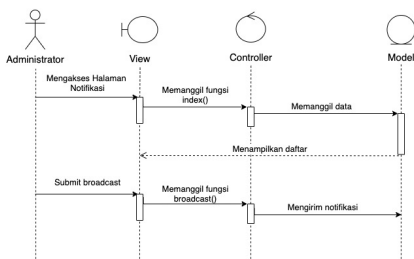 Administrator
View
Controller
Model
Mengakses Halaman
Notifikasi
Memanggil fungsi
index()
Memanggil data
Menampilkan daftar
Submit broadcast
Memanggil fungsi
broadcast()
Mengirim notifikasi